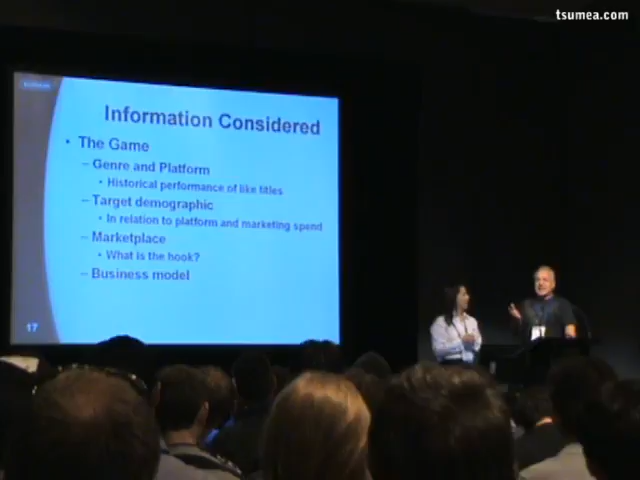 tsumea.com
Information Considered
• The Game
– Genre and Platform
• Historical performance of like titles
– Target demographic
• In relation to platform and marketing spend
– Marketplace
• What is the hook?
– Business model
17